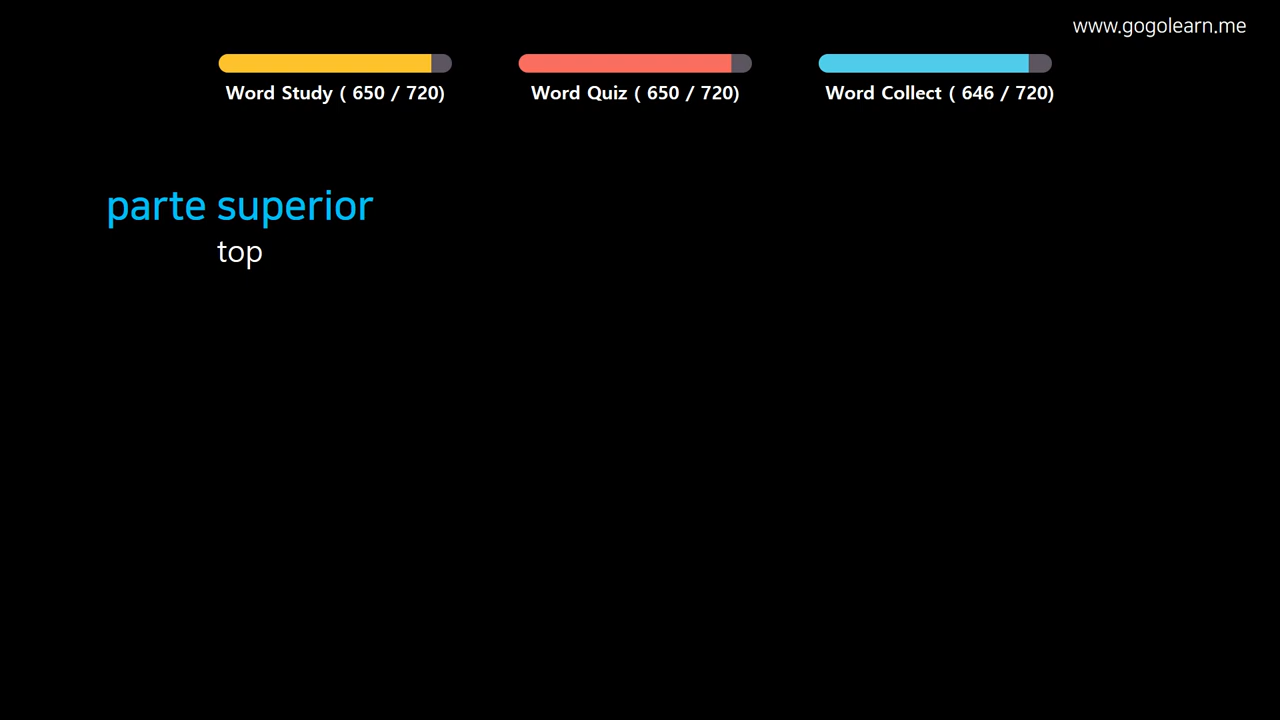 www.gogolearn.me
Word Study ( 650 / 720)
Word Quiz ( 650 / 720)
Word Collect ( 646 / 720)
parte superior
top